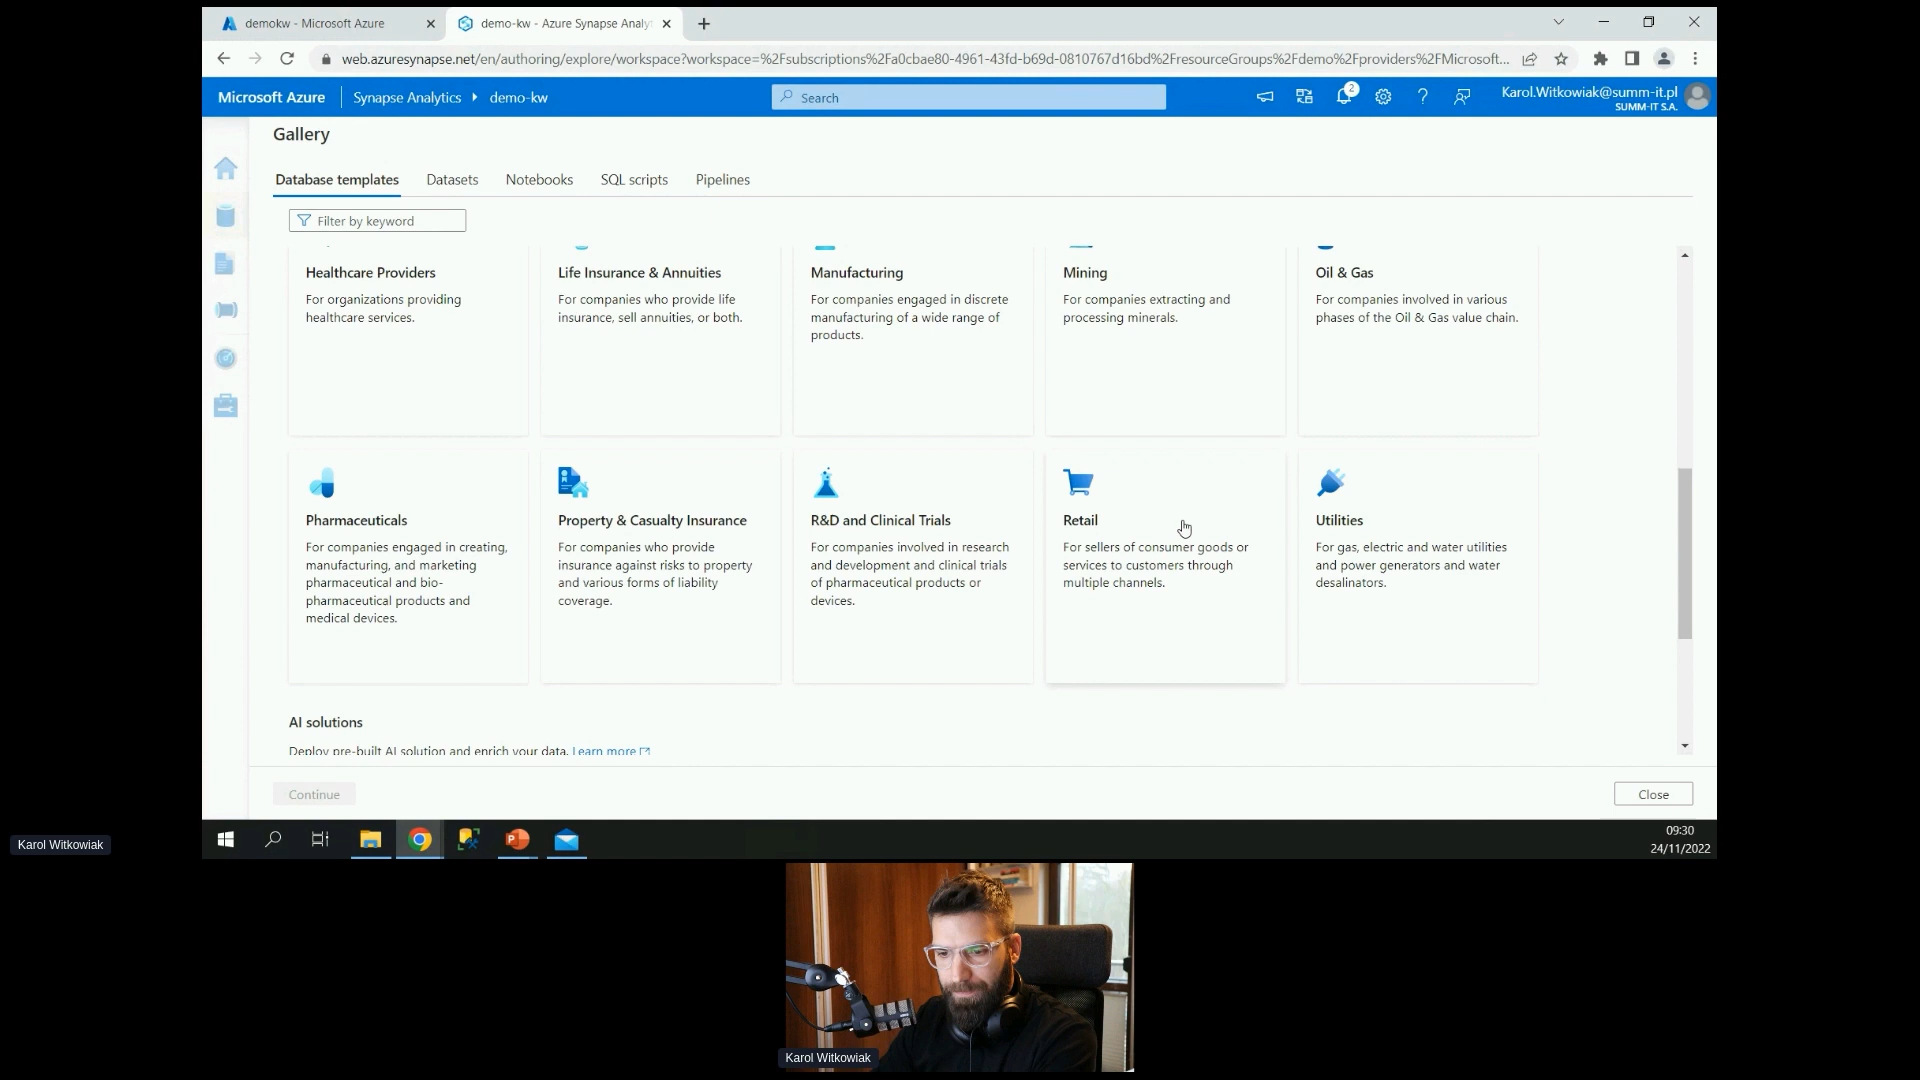 demokw - Microsoft Azure
demo-kw - Azure Synapse Analyt
web.azuresynapse.net/en/authoring/explore/workspace?workspace=%2Fsubscriptions%2Fa0cbae80-4961-43fd-b69d-0810767d16bd%2FresourceGroups%2Fdemo%2Fproviders%2FMicrosoft...
Microsoft Azure
Synapse Analytics
demo-kw
Search
2
Karol.Witkowiak@summ-it.pl
SUMM-IT S.A.
Gallery
Database templates
Datasets
Notebooks
SQL scripts
Pipelines
Filter by keyword
Healthcare Providers
For organizations providing
healthcare services.
Life Insurance & Annuities
For companies who provide life
insurance, sell annuities, or both.
Manufacturing
For companies engaged in discrete
manufacturing of a wide range of
products.
Mining
For companies extracting and
processing minerals.
Oil & Gas
For companies involved in various
phases of the Oil & Gas value chain.
Pharmaceuticals
For companies engaged in creating,
manufacturing, and marketing
pharmaceutical and bio-
pharmaceutical products and
medical devices.
Property & Casualty Insurance
For companies who provide
insurance against risks to property
and various forms of liability
coverage.
R&D and Clinical Trials
For companies involved in research
and development and clinical trials
of pharmaceutical products or
devices.
Retail
For sellers of consumer goods or
services to customers through
multiple channels.
Utilities
For gas, electric and water utilities
and power generators and water
desalinators.
AI solutions
Deploy pre-built AI solution and enrich your data. Learn more
Continue
Close
09:30
24/11/2022
Karol Witkowiak
Karol Witkowiak